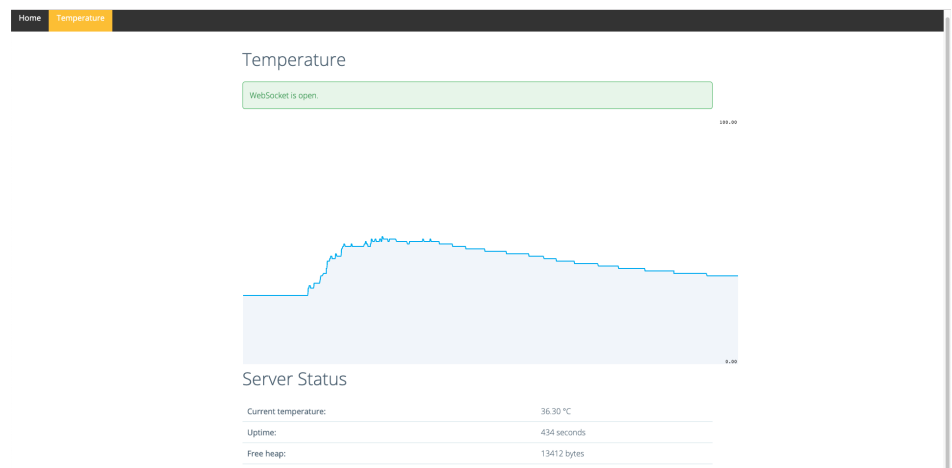 Home Temperature
Temperature
WebSocket is open.
100.00
0.00
Server Status
Current temperature: 36.30 °C
Uptime: 434 seconds
Free heap: 13412 bytes